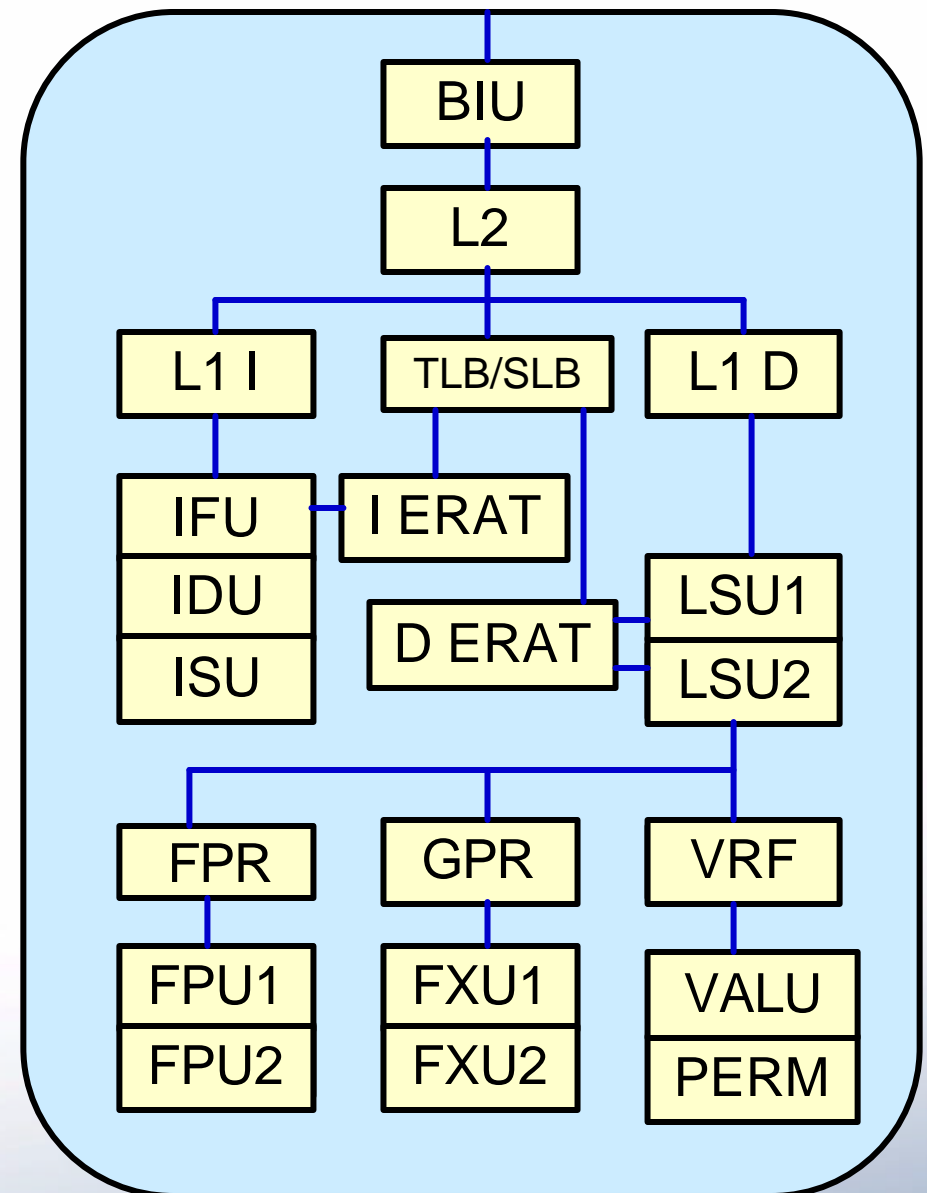 BIU
L2
L1 I
TLB/SLB
L1 D
IFU
I ERAT
IDU
LSU1
D ERAT
ISU
LSU2
FPR
GPR
VRF
FPU1
FXU1
VALU
FPU2
FXU2
PERM